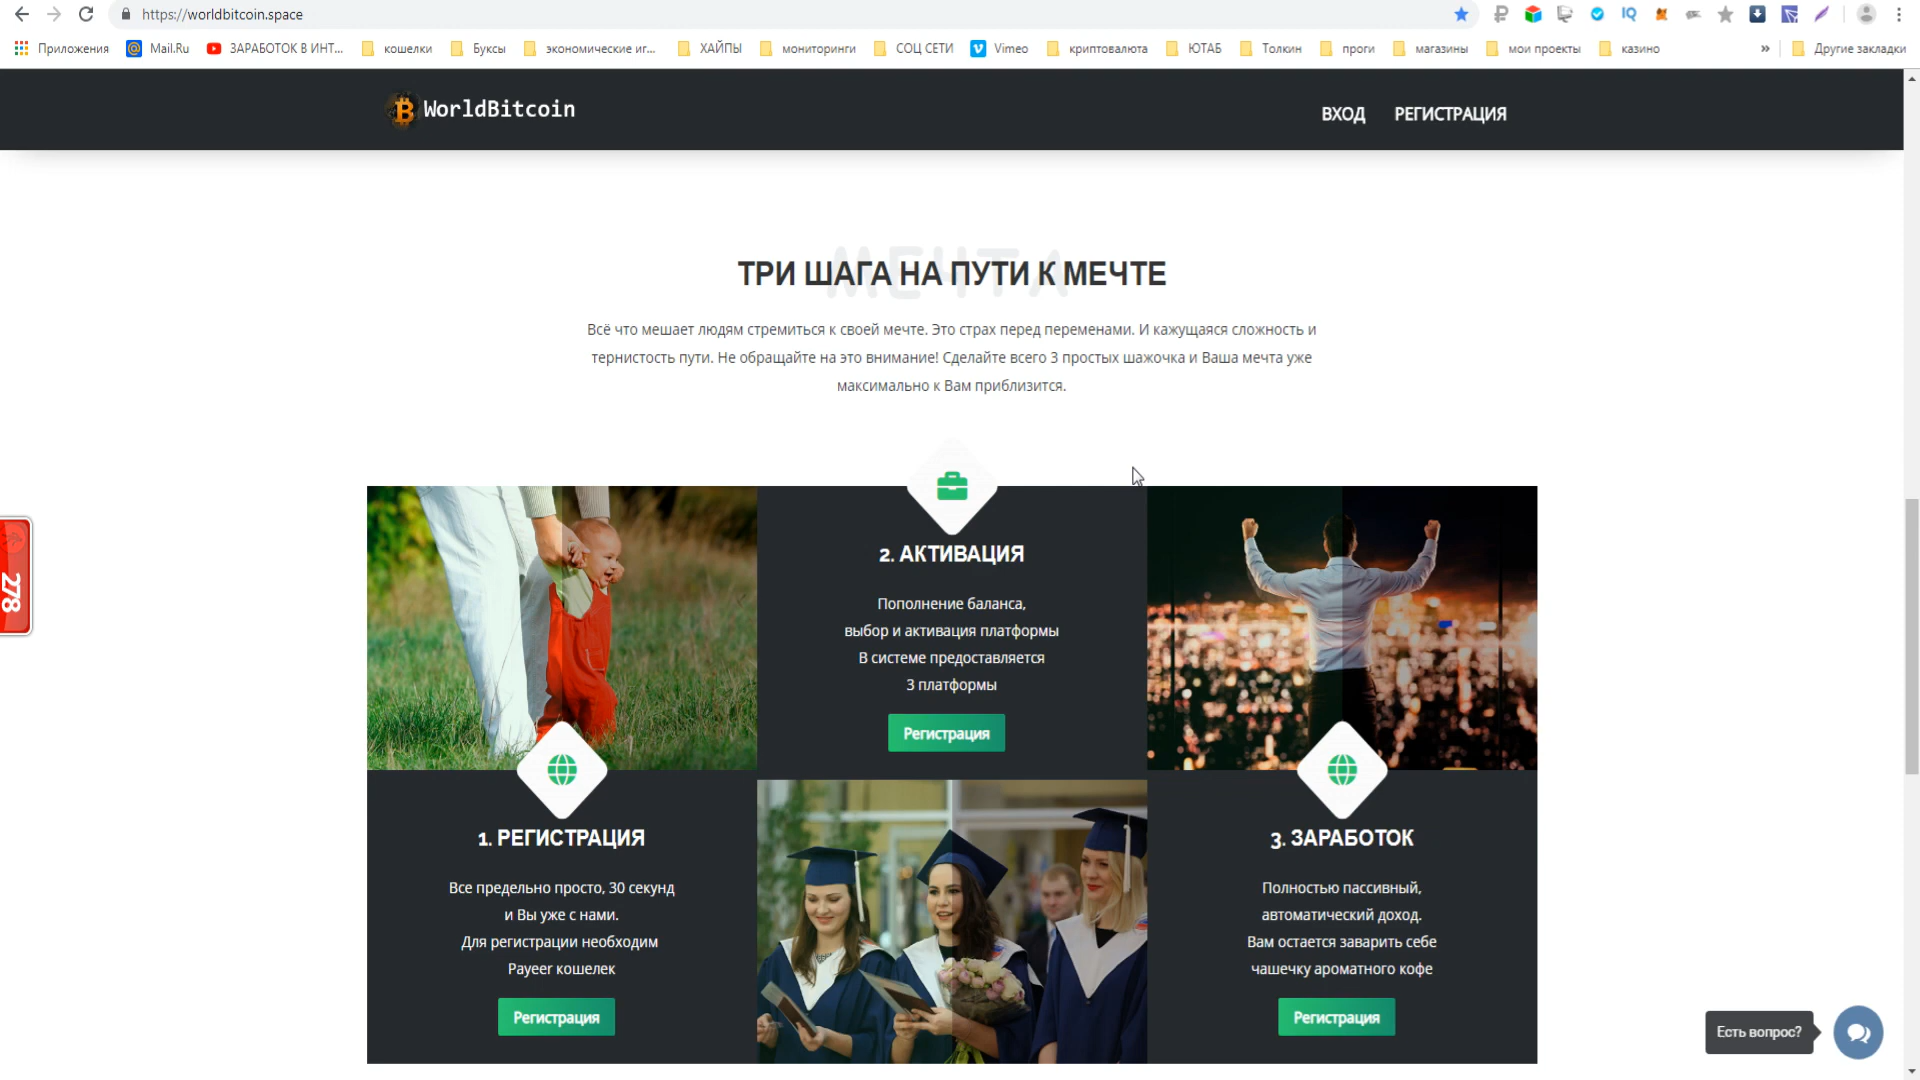 https://worldbitcoin.space
Приложения
Mail.Ru
ЗАРАБОТОК В ИНТ...
кошелки
Буксы
экономические иг...
ХАЙПЫ
мониторинги
СОЦ СЕТИ
Vimeo
криптовалюта
ЮТАБ
Толкин
проги
магазины
мои проекты
казино
»
Другие закладки
WorldBitcoin
ВХОД
РЕГИСТРАЦИЯ
МЕЧТА
ТРИ ШАГА НА ПУТИ К МЕЧТЕ
Всё что мешает людям стремиться к своей мечте. Это страх перед переменами. И кажущаяся сложность и
тернистость пути. Не обращайте на это внимание! Сделайте всего 3 простых шажочка и Ваша мечта уже
максимально к Вам приблизится.
278
2. АКТИВАЦИЯ
Пополнение баланса,
выбор и активация платформы
В системе предоставляется
3 платформы
Регистрация
1. РЕГИСТРАЦИЯ
Все предельно просто, 30 секунд
и Вы уже с нами.
Для регистрации необходим
Payeer кошелек
Регистрация
3. ЗАРАБОТОК
Полностью пассивный,
автоматический доход.
Вам остается заварить себе
чашечку ароматного кофе
Регистрация
Есть вопрос?